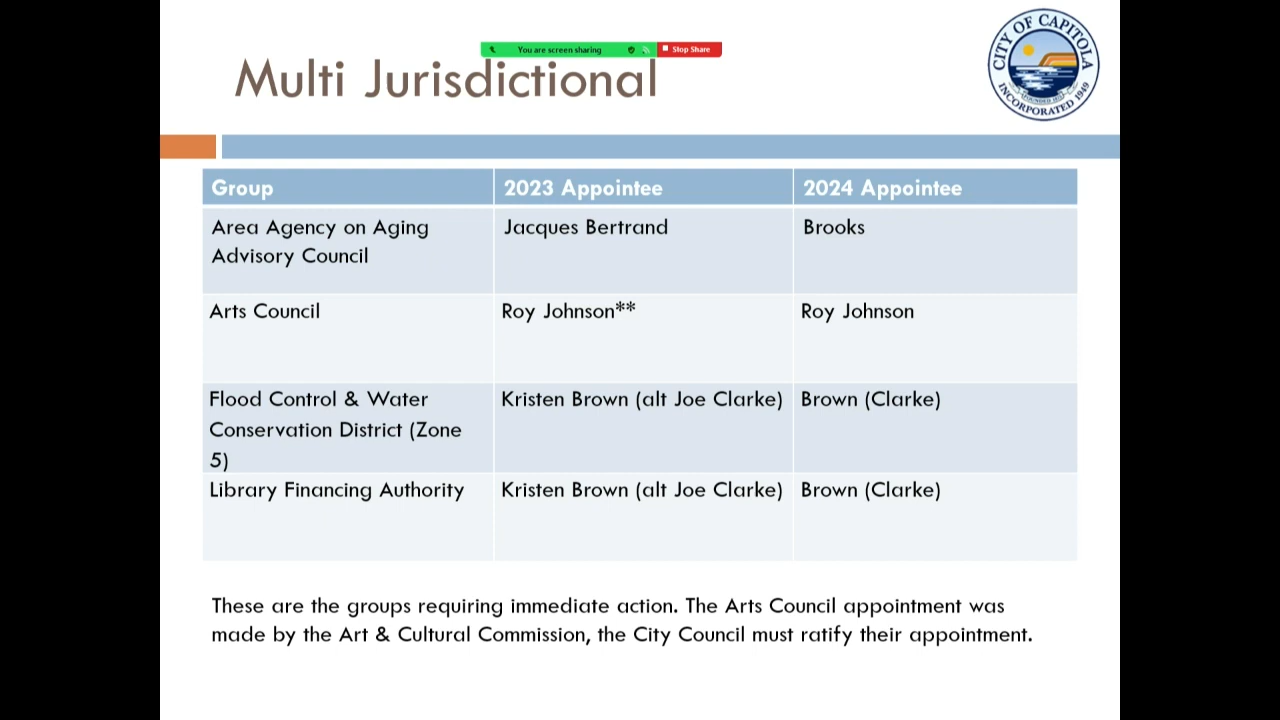 You are screen sharing
Stop Share
Multi Jurisdictional
CITY OF CAPITOLA
INCORPORATED 1949
Group 2023 Appointee 2024 Appointee
Area Agency on Aging Jacques Bertrand Brooks
Advisory Council
Arts Council Roy Johnson** Roy Johnson
Flood Control & Water Kristen Brown (alt Joe Clarke) Brown (Clarke)
Conservation District (Zone
5)
Library Financing Authority Kristen Brown (alt Joe Clarke) Brown (Clarke)
These are the groups requiring immediate action. The Arts Council appointment was
made by the Art & Cultural Commission, the City Council must ratify their appointment.